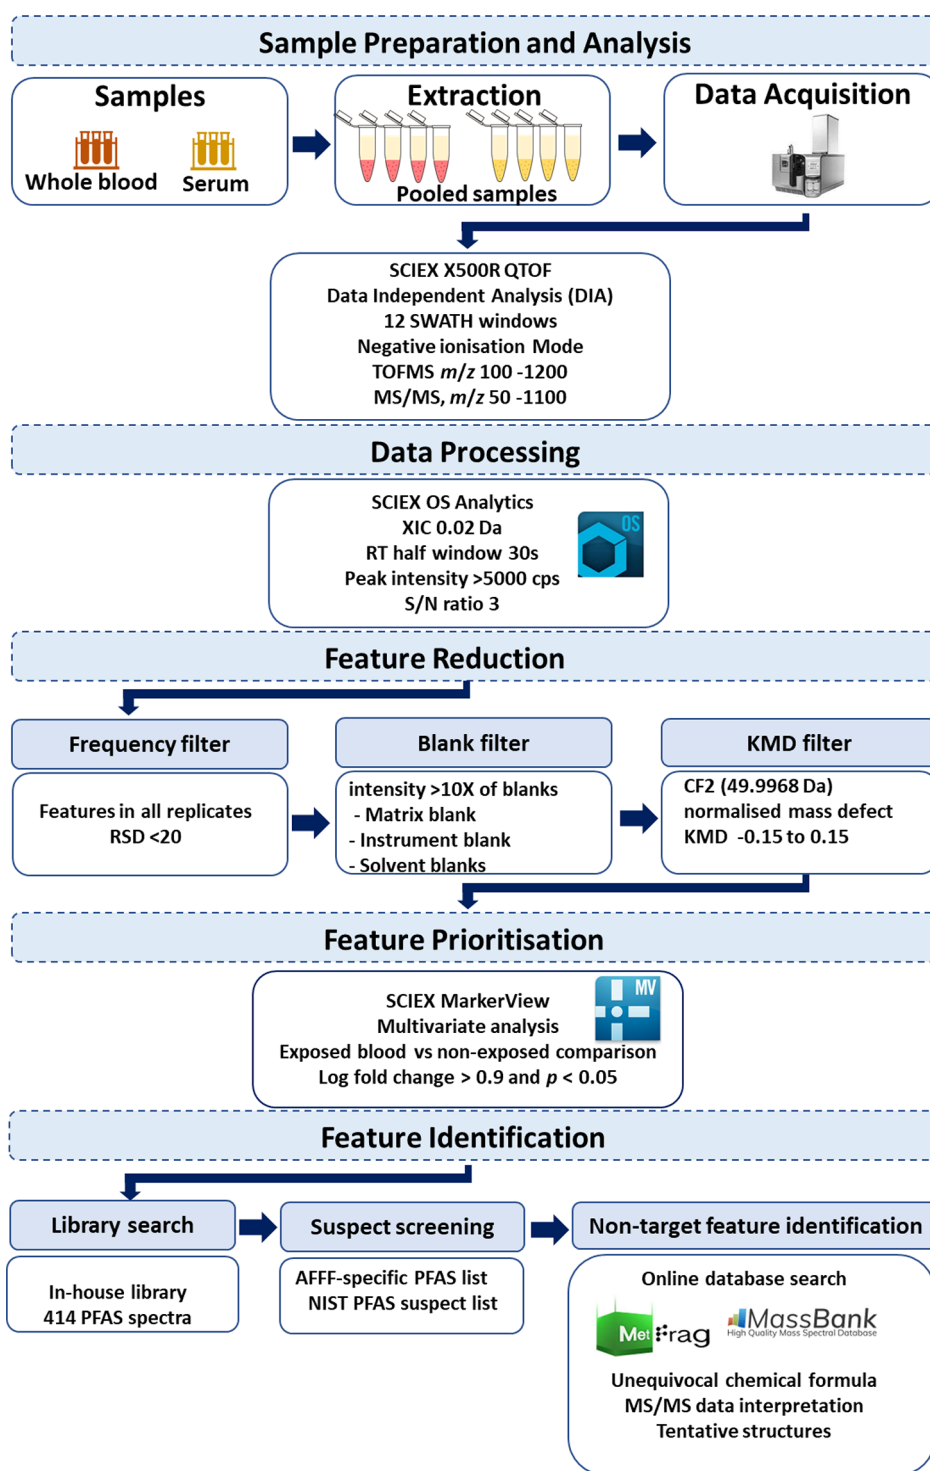 Sample Preparation and Analysis
Samples
Whole blood
Serum
Extraction
Pooled samples
Data Acquisition
SCIEX X500R QTOF
Data Independent Analysis (DIA)
12 SWATH windows
Negative ionisation Mode
TOFMS m/z 100 -1200
MS/MS, m/z 50 -1100
Data Processing
SCIEX OS Analytics
XIC 0.02 Da
RT half window 30s
Peak intensity >5000 cps
S/N ratio 3
OS
Feature Reduction
Frequency filter
Features in all replicates
RSD <20
Blank filter
intensity >10X of blanks
- Matrix blank
- Instrument blank
- Solvent blanks
KMD filter
CF2 (49.9968 Da)
normalised mass defect
KMD -0.15 to 0.15
Feature Prioritisation
SCIEX MarkerView
Multivariate analysis
Exposed blood vs non-exposed comparison
Log fold change > 0.9 and p < 0.05
MV
Feature Identification
Library search
In-house library
414 PFAS spectra
Suspect screening
AFFF-specific PFAS list
NIST PFAS suspect list
Non-target feature identification
Online database search
MetFrag
MassBank
High Quality Mass Spectral Database
Unequivocal chemical formula
MS/MS data interpretation
Tentative structures